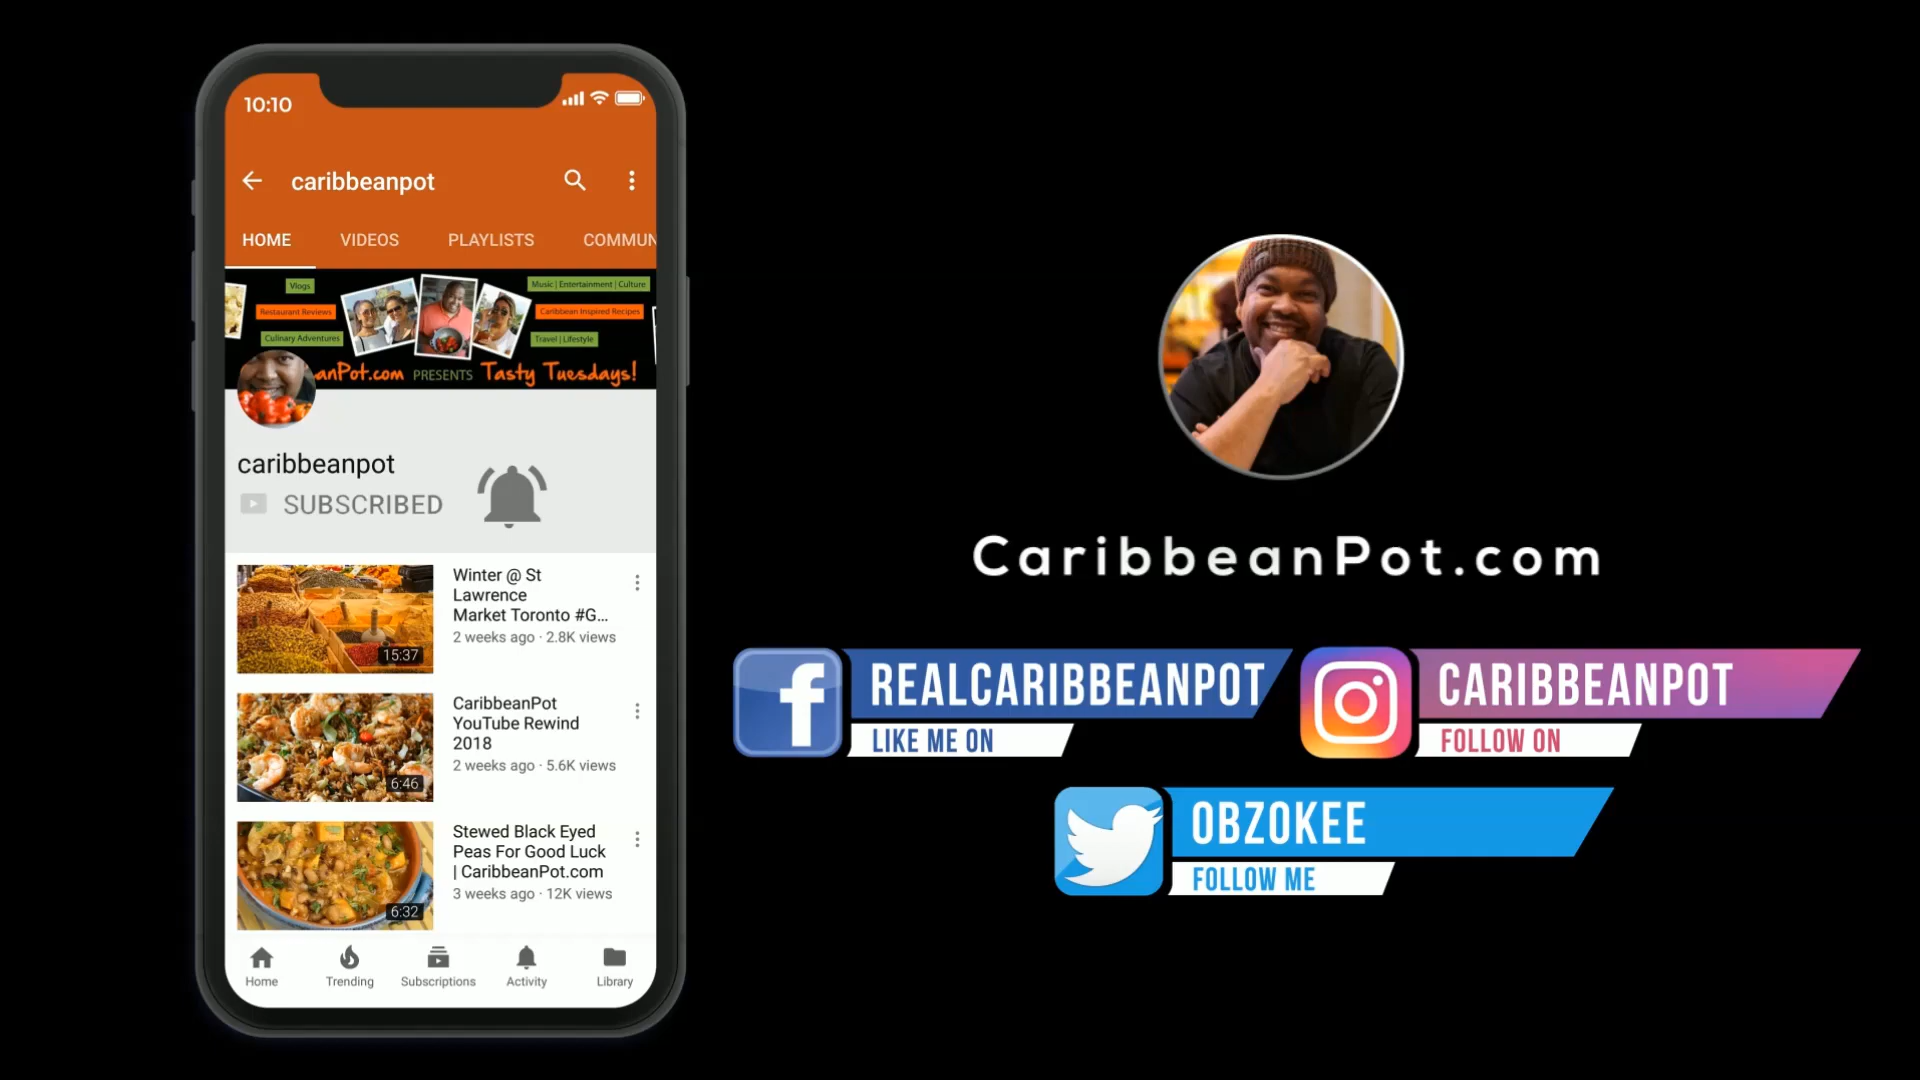 10:10
caribbeanpot
HOME VIDEOS PLAYLISTS COMMUN
Vlogs
Restaurant Reviews
Culinary Adventures
Music | Entertainment | Culture
Caribbean Inspired Recipes
Travel | Lifestyle
anPot.com PRESENTS Tasty Tuesdays!
caribbeanpot
SUBSCRIBED
Winter @ St
Lawrence
Market Toronto #G...
2 weeks ago · 2.8K views
15:37
CaribbeanPot
YouTube Rewind
2018
2 weeks ago · 5.6K views
6:46
Stewed Black Eyed
Peas For Good Luck
| CaribbeanPot.com
3 weeks ago · 12K views
6:32
Home Trending Subscriptions Activity Library
CaribbeanPot.com
f
REALCARIBBEANPOT
LIKE ME ON
CARIBBEANPOT
FOLLOW ON
OBZOKEE
FOLLOW ME